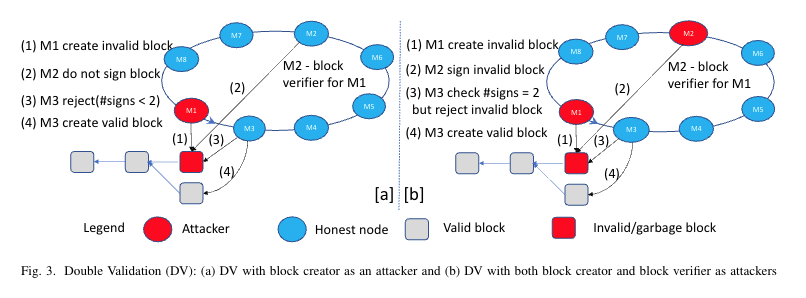 (1) M1 create invalid block
(2) M2 do not sign block
(3) M3 reject(#signs < 2)
(4) M3 create valid block
M7
M2
M8
M6
M2 - block
verifier for M1
(2)
M1
M5
M3
M4
(1)
(3)
(4)
[a]
(1) M1 create invalid block
(2) M2 sign invalid block
(3) M3 check #signs = 2
but reject invalid block
(4) M3 create valid block
M7
M2
M8
M6
M2 - block
verifier for M1
(2)
M1
M5
M3
M4
(1)
(3)
(4)
[b]
Legend
Attacker
Honest node
Valid block
Invalid/garbage block
Fig. 3. Double Validation (DV): (a) DV with block creator as an attacker and (b) DV with both block creator and block verifier as attackers